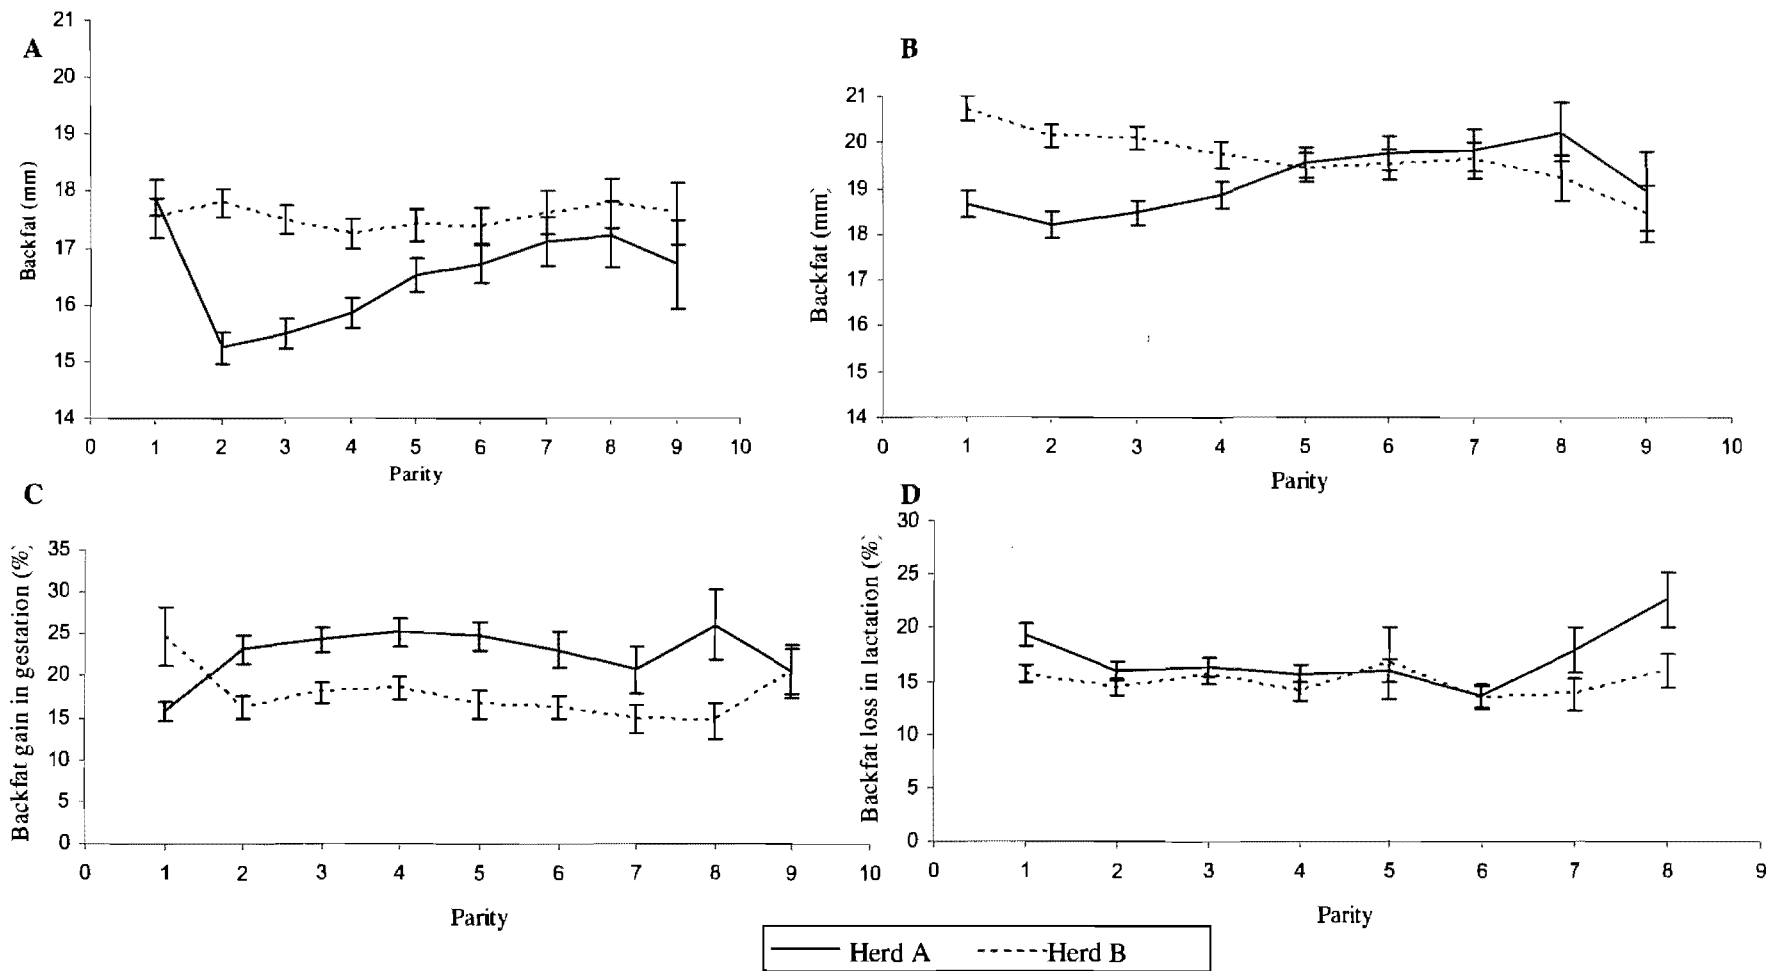 A
Backfat (mm)
21
20
19
18
17
16
15
14
0 1 2 3 4 5 6 7 8 9 10
Parity
B
Backfat (mm)
21
20
19
18
17
16
15
14
0 1 2 3 4 5 6 7 8 9 10
Parity
C
Backfat gain in gestation (%)
35
30
25
20
15
10
5
0
0 1 2 3 4 5 6 7 8 9 10
Parity
D
Backfat loss in lactation (%)
30
25
20
15
10
5
0
0 1 2 3 4 5 6 7 8 9
Parity
Herd A Herd B